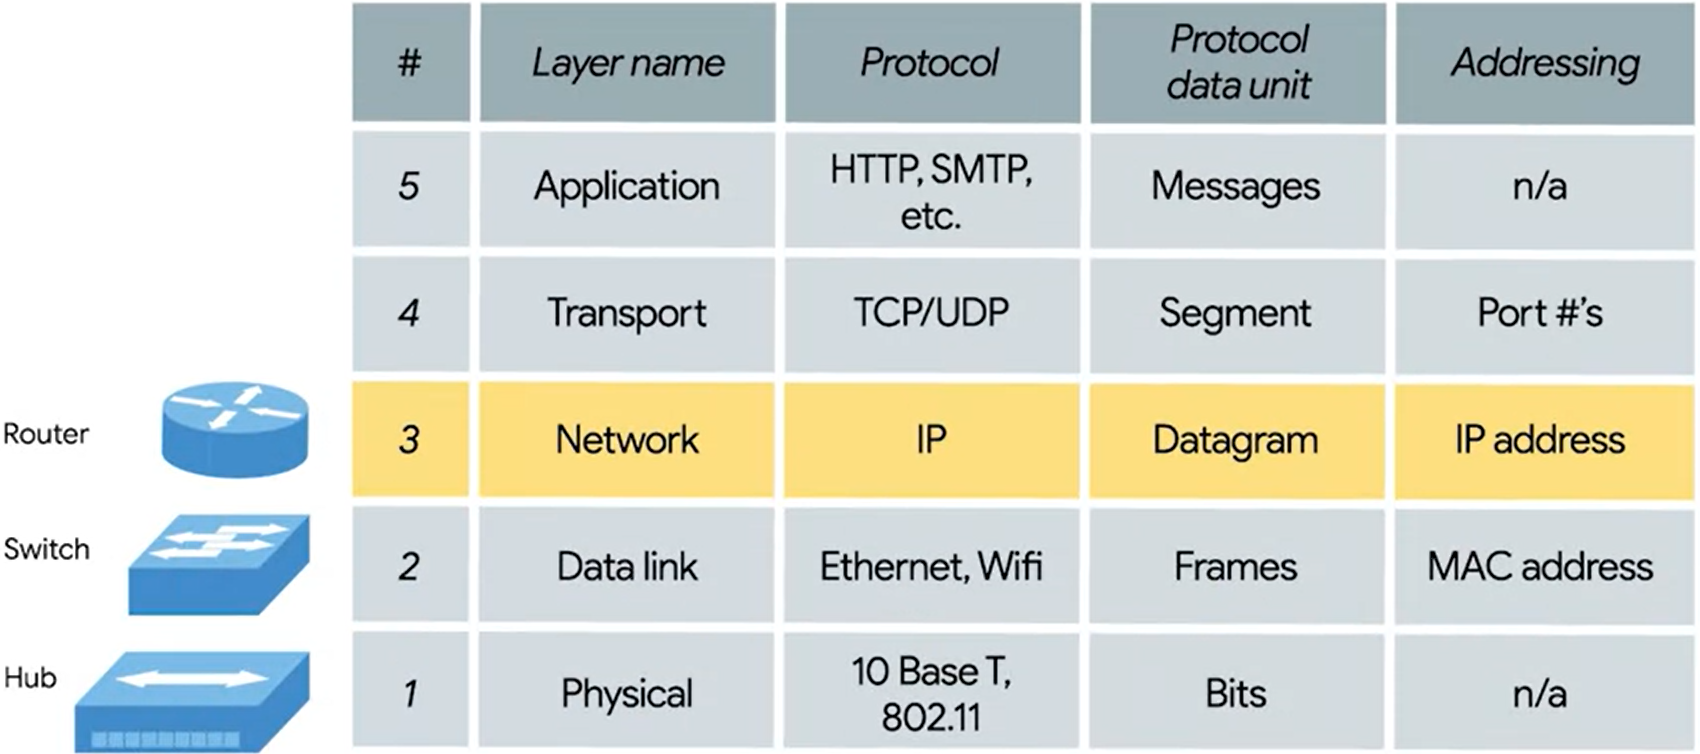 # Layer name Protocol Protocol data unit Addressing
5 Application HTTP, SMTP, etc. Messages n/a
4 Transport TCP/UDP Segment Port #'s
Router 3 Network IP Datagram IP address
Switch 2 Data link Ethernet, Wifi Frames MAC address
Hub 1 Physical 10 Base T, 802.11 Bits n/a